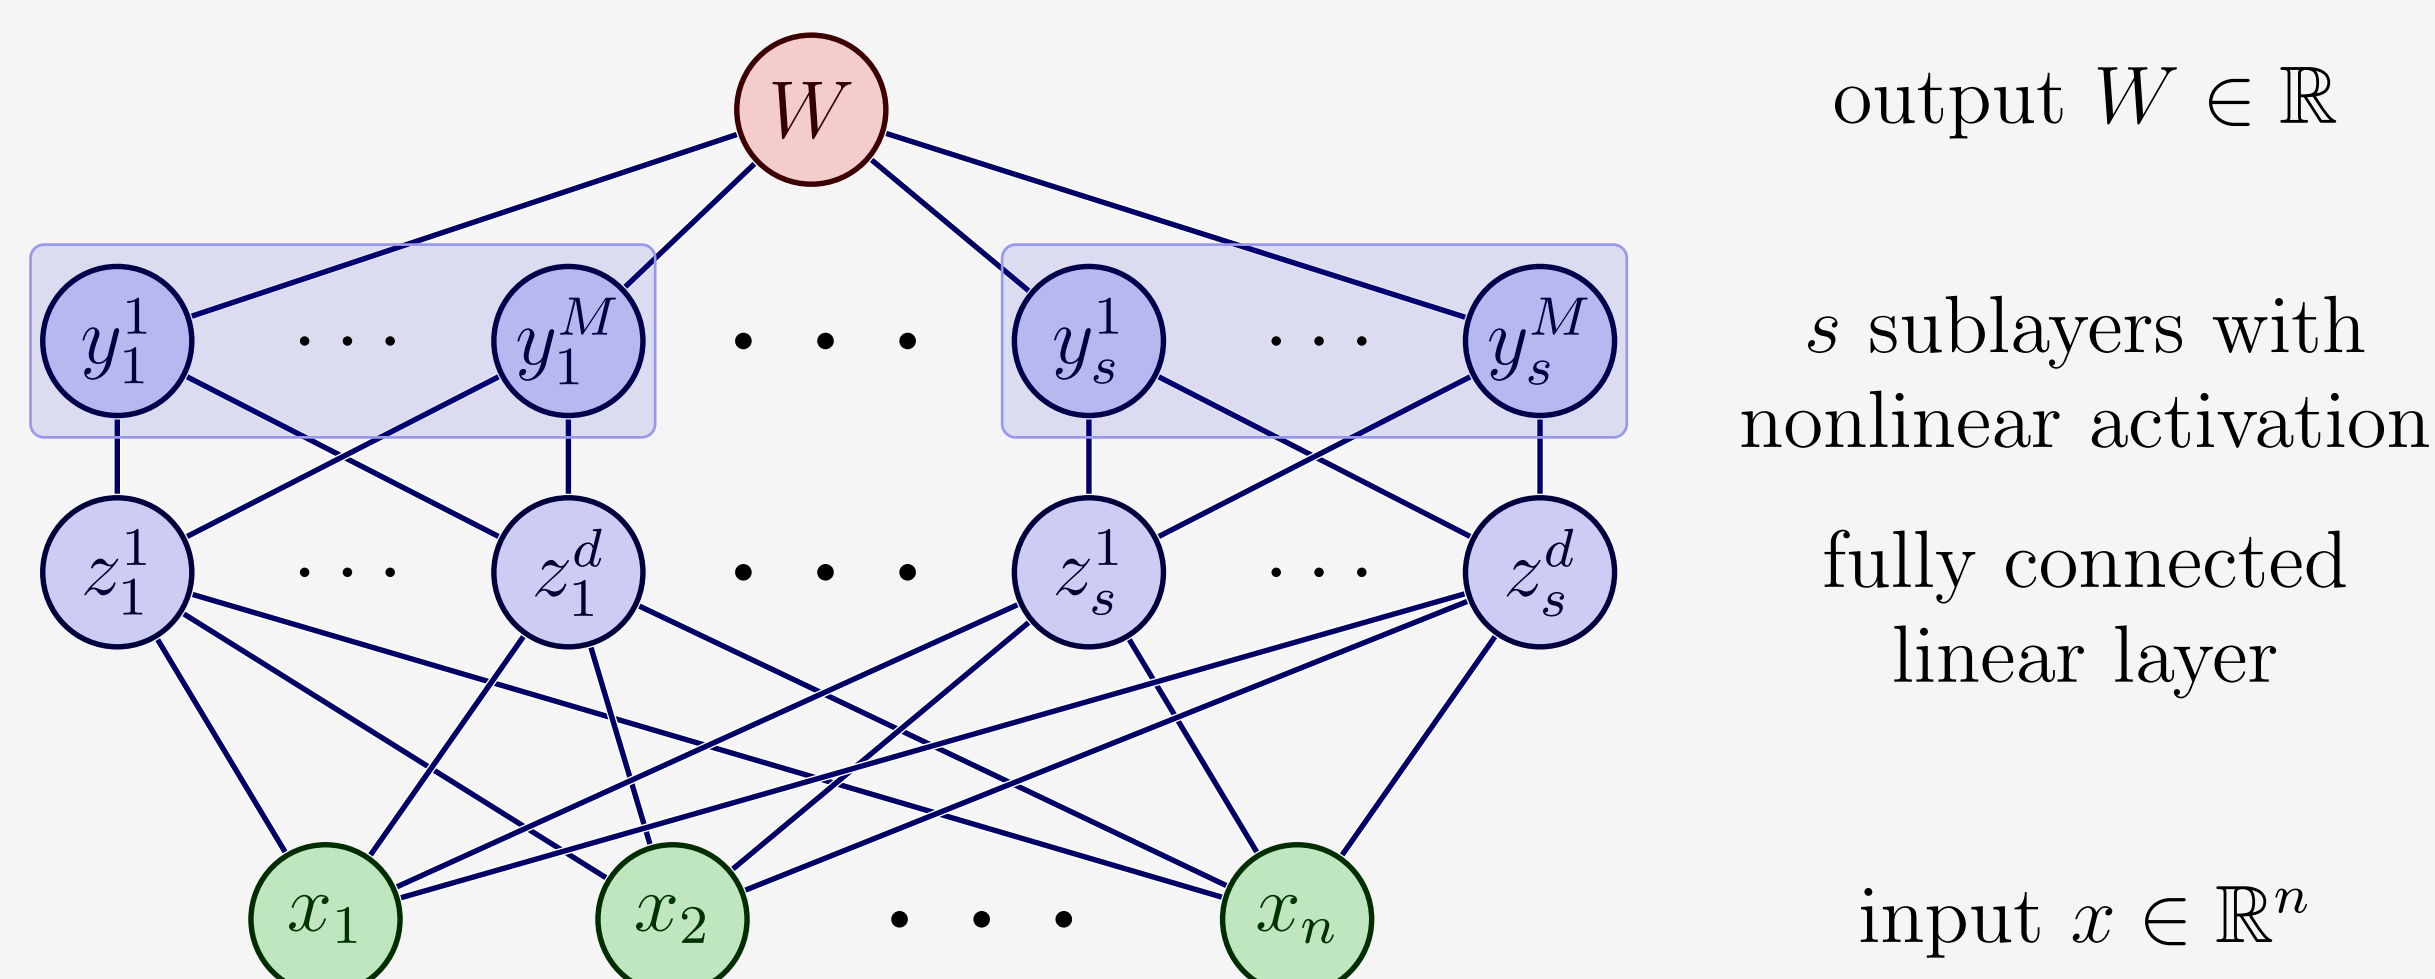 W
output W ∈ ℝ
y₁¹ ··· y₁ᴹ • • • yₛ¹ ··· yₛᴹ
s sublayers with
nonlinear activation
z₁¹ ··· z₁ᵈ • • • zₛ¹ ··· zₛᵈ
fully connected
linear layer
x₁ x₂ • • • xₙ
input x ∈ ℝⁿ